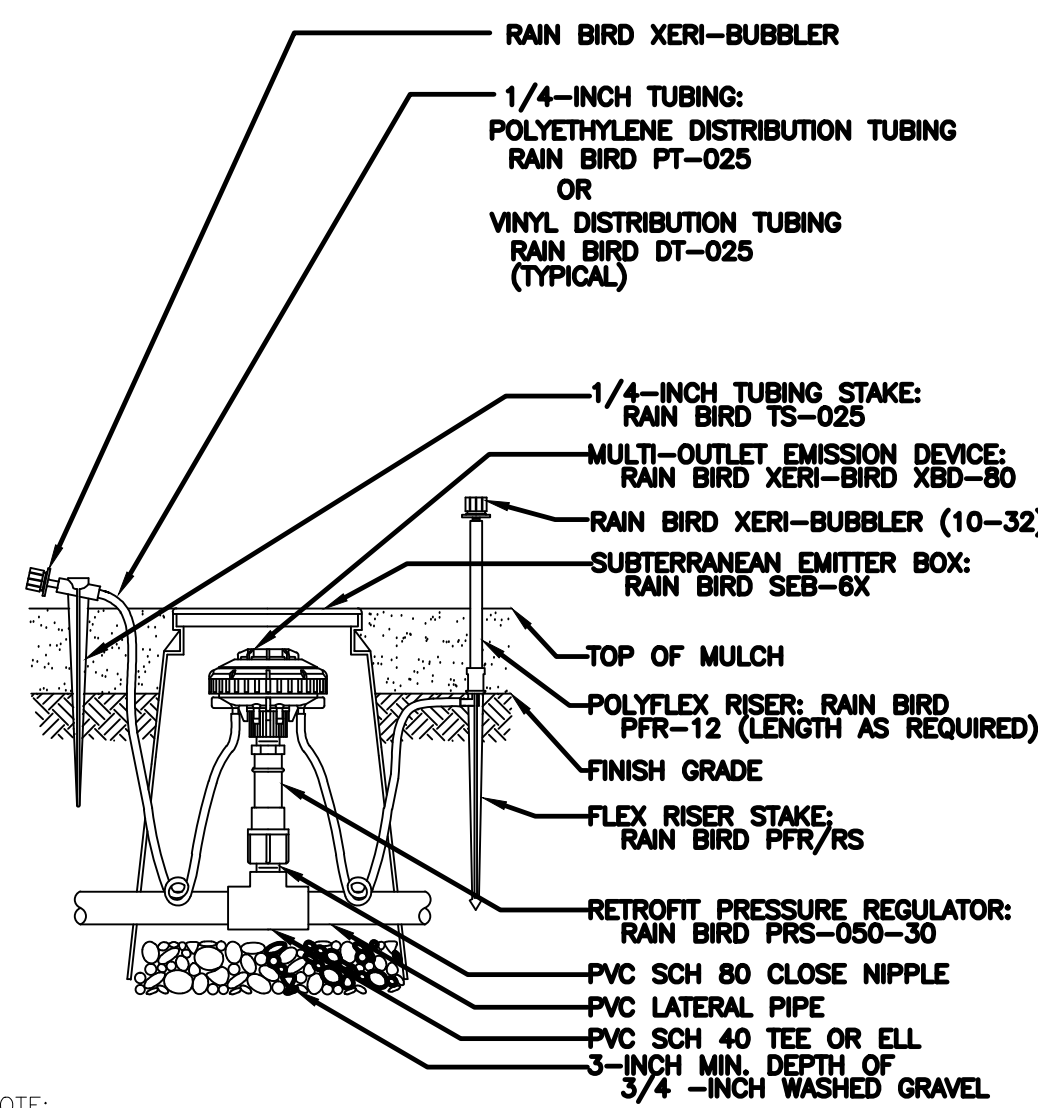 RAIN BIRD XERI-BUBBLER
1/4-INCH TUBING:
POLYETHYLENE DISTRIBUTION TUBING
RAIN BIRD PT-025
OR
VINYL DISTRIBUTION TUBING
RAIN BIRD DT-025
(TYPICAL)
1/4-INCH TUBING STAKE:
RAIN BIRD TS-025
MULTI-OUTLET EMISSION DEVICE:
RAIN BIRD XERI-BIRD XBD-80
RAIN BIRD XERI-BUBBLER (10-32)
SUBTERRANEAN EMITTER BOX:
RAIN BIRD SEB-6X
TOP OF MULCH
POLYFLEX RISER: RAIN BIRD
PFR-12 (LENGTH AS REQUIRED)
FINISH GRADE
FLEX RISER STAKE:
RAIN BIRD PFR/RS
RETROFIT PRESSURE REGULATOR:
RAIN BIRD PRS-050-30
PVC SCH 80 CLOSE NIPPLE
PVC LATERAL PIPE
PVC SCH 40 TEE OR ELL
3-INCH MIN. DEPTH OF
3/4 -INCH WASHED GRAVEL